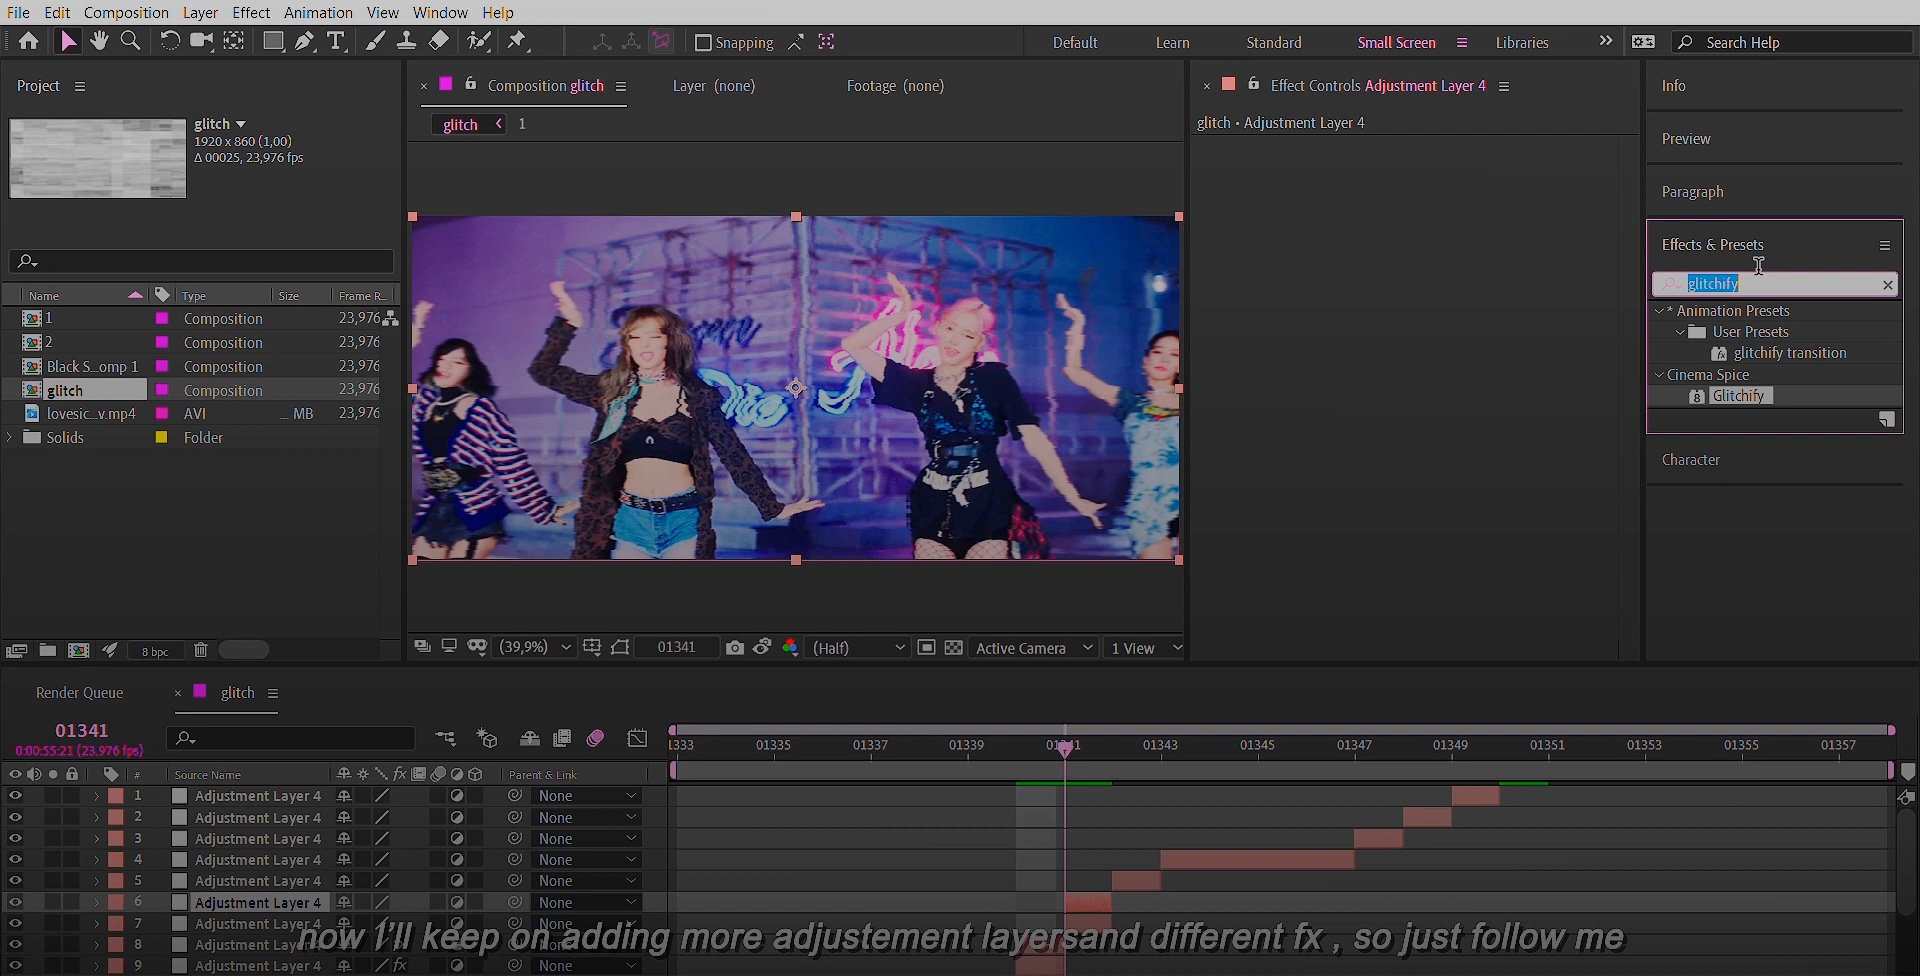 File Edit Composition Layer Effect Animation View Window Help
Snapping
Default Learn Standard Small Screen Libraries Search Help
Project
glitch
1920 x 860 (1,00)
Δ 00025, 23,976 fps
Name Type Size Frame R...
1 Composition 23,976
2 Composition 23,976
Black S...omp 1 Composition 23,976
glitch Composition 23,976
lovesic...v.mp4 AVI ... MB 23,976
Solids Folder
8 bpc
Composition glitch Layer (none) Footage (none)
glitch 1
(39,9%) 01341 (Half) Active Camera 1 View
Effect Controls Adjustment Layer 4
glitch • Adjustment Layer 4
Info
Preview
Paragraph
Effects & Presets
glitchify
* Animation Presets
User Presets
glitchify transition
Cinema Spice
Glitchify
Character
Render Queue glitch
01341
0:00:55:21 (23.976 fps)
1333 01335 01337 01339 01341 01343 01345 01347 01349 01351 01353 01355 01357
# Source Name fx Parent & Link
1 Adjustment Layer 4 None
2 Adjustment Layer 4 None
3 Adjustment Layer 4 None
4 Adjustment Layer 4 None
5 Adjustment Layer 4 None
6 Adjustment Layer 4 None
7 Adjustment Layer 4 None
8 Adjustment Layer 4 None
9 Adjustment Layer 4 fx None
now I'll keep on adding more adjustement layersand different fx , so just follow me